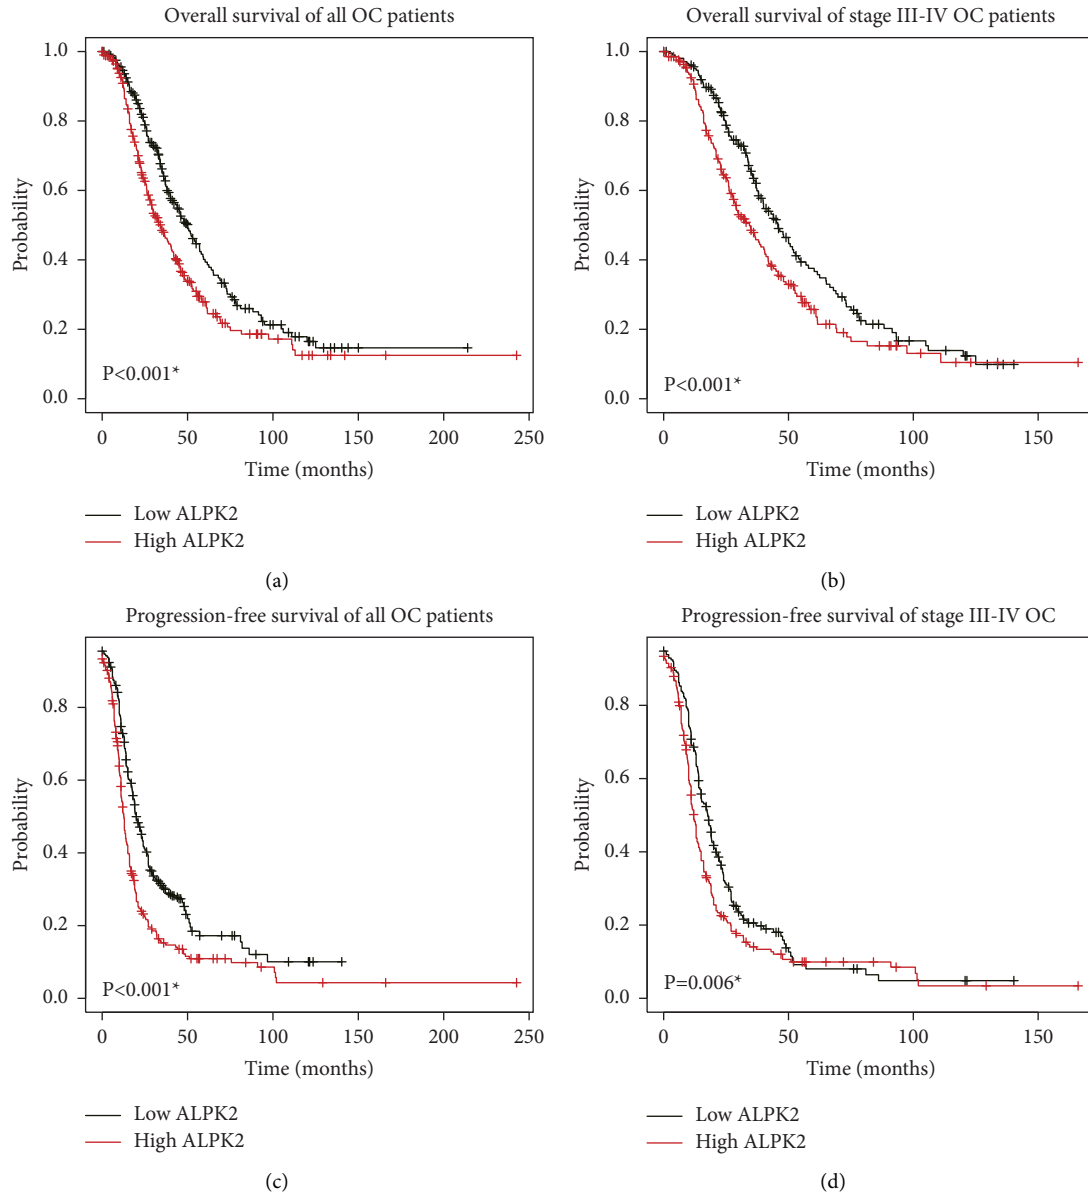 Overall survival of all OC patients
1.0
0.8
0.6
0.4
0.2
0.0
Probability
P<0.001*
0 50 100 150 200 250
Time (months)
Low ALPK2
High ALPK2
(a)
Overall survival of stage III-IV OC patients
1.0
0.8
0.6
0.4
0.2
0.0
Probability
P<0.001*
0 50 100 150
Time (months)
Low ALPK2
High ALPK2
(b)
Progression-free survival of all OC patients
0.8
0.6
0.4
0.2
0.0
Probability
P<0.001*
0 50 100 150 200 250
Time (months)
Low ALPK2
High ALPK2
(c)
Progression-free survival of stage III-IV OC
0.8
0.6
0.4
0.2
0.0
Probability
P=0.006*
0 50 100 150
Time (months)
Low ALPK2
High ALPK2
(d)